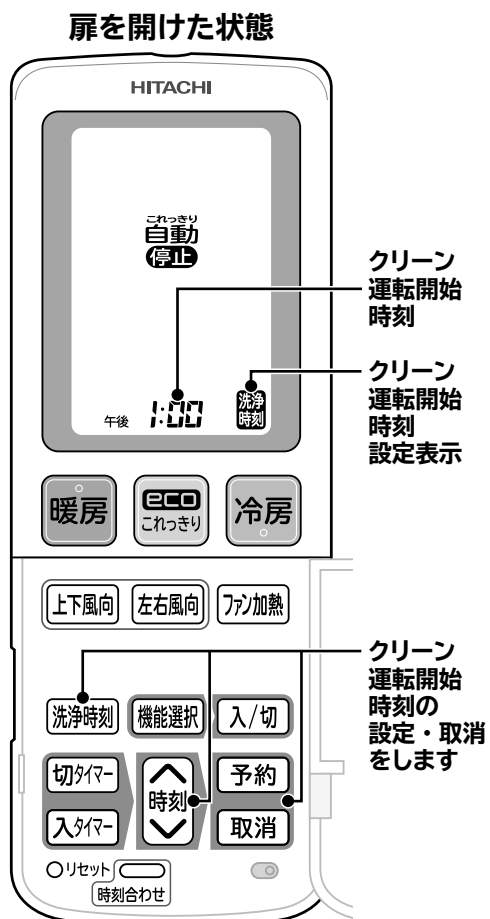 扉を開けた状態
HITACHI
これっきり
自動
停止
午後 1:00
洗浄
時刻
クリーン
運転開始
時刻
クリーン
運転開始
時刻
設定表示
暖房
eco
これっきり
冷房
上下風向 左右風向 ファン加熱
洗浄時刻 機能選択 入/切
クリーン
運転開始
時刻の
設定・取消
をします
切タイマー
時刻
予約
入タイマー
取消
リセット
時刻合わせ